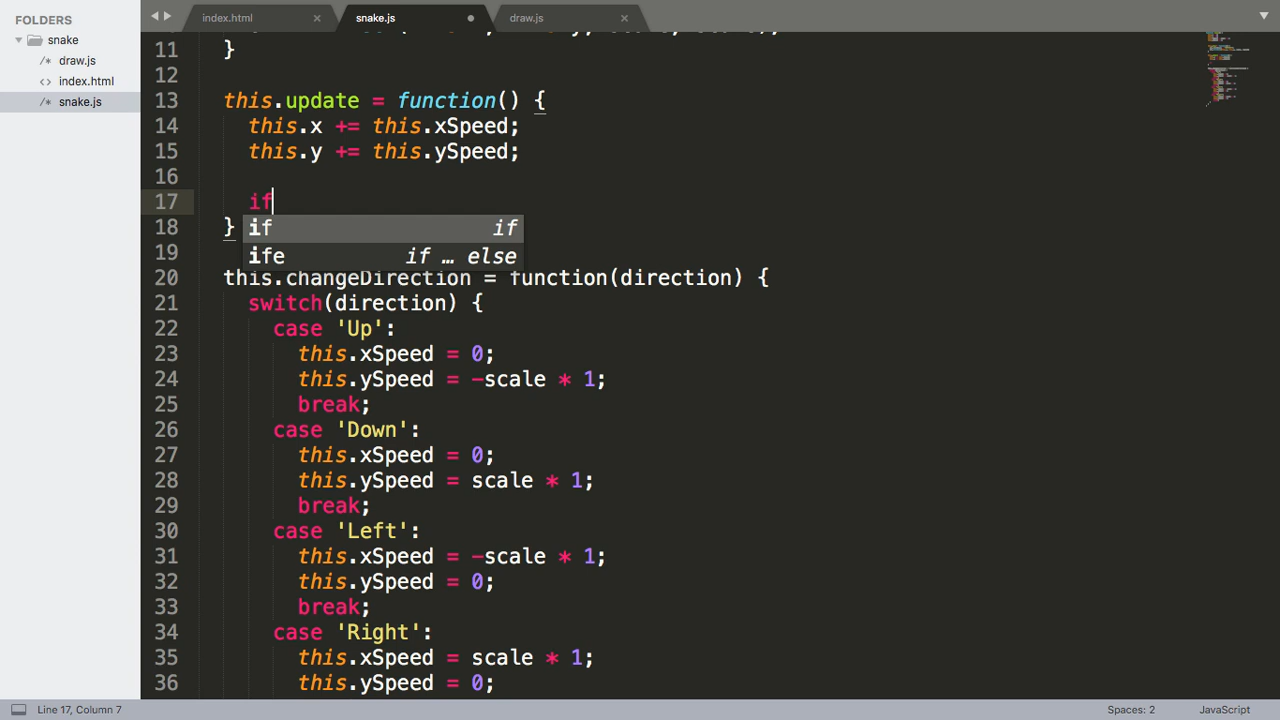 FOLDERS
snake
draw.js
index.html
snake.js
index.html
snake.js
draw.js
11 }
12
13 this.update = function() {
14 this.x += this.xSpeed;
15 this.y += this.ySpeed;
16
17 if
18 }
if if
ife if … else
19
20 this.changeDirection = function(direction) {
21 switch(direction) {
22 case 'Up':
23 this.xSpeed = 0;
24 this.ySpeed = -scale * 1;
25 break;
26 case 'Down':
27 this.xSpeed = 0;
28 this.ySpeed = scale * 1;
29 break;
30 case 'Left':
31 this.xSpeed = -scale * 1;
32 this.ySpeed = 0;
33 break;
34 case 'Right':
35 this.xSpeed = scale * 1;
36 this.ySpeed = 0;
Line 17, Column 7
Spaces: 2
JavaScript